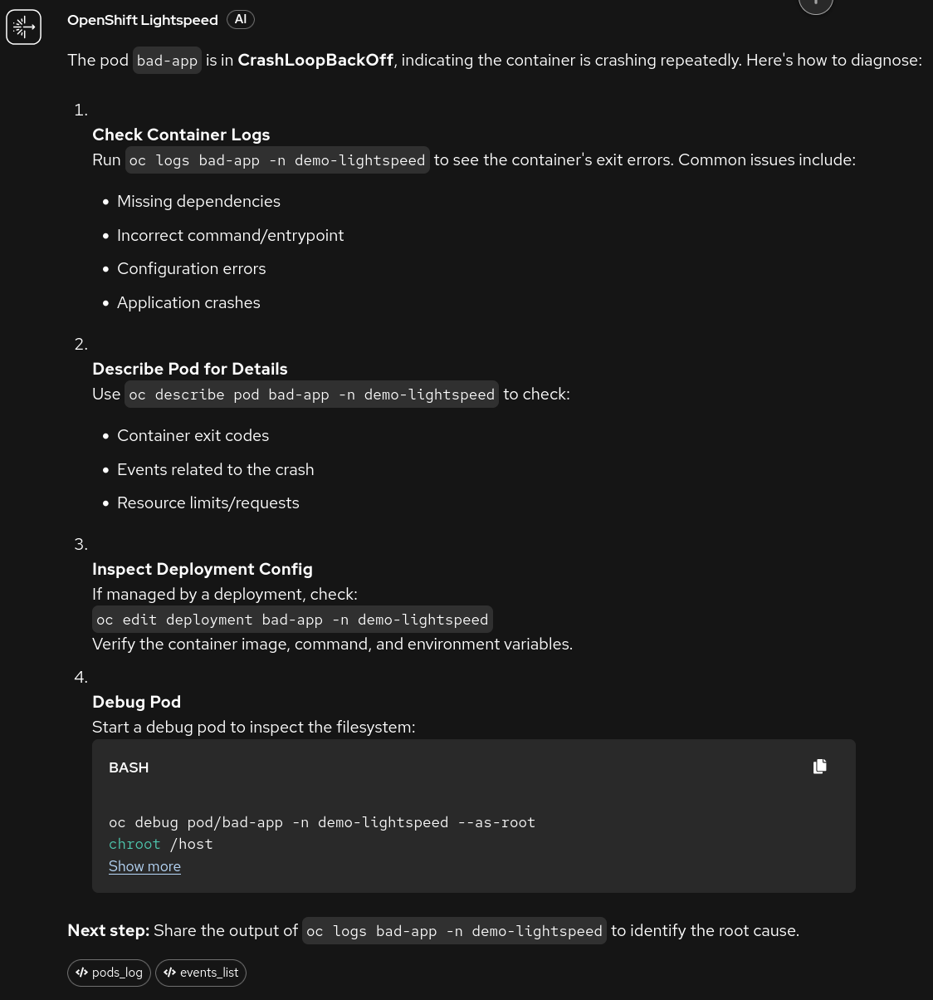 OpenShift Lightspeed AI
The pod bad-app is in CrashLoopBackOff, indicating the container is crashing repeatedly. Here's how to diagnose:
1.
Check Container Logs
Run oc logs bad-app -n demo-lightspeed to see the container's exit errors. Common issues include:
• Missing dependencies
• Incorrect command/entrypoint
• Configuration errors
• Application crashes
2.
Describe Pod for Details
Use oc describe pod bad-app -n demo-lightspeed to check:
• Container exit codes
• Events related to the crash
• Resource limits/requests
3.
Inspect Deployment Config
If managed by a deployment, check:
oc edit deployment bad-app -n demo-lightspeed
Verify the container image, command, and environment variables.
4.
Debug Pod
Start a debug pod to inspect the filesystem:
BASH
oc debug pod/bad-app -n demo-lightspeed --as-root
chroot /host
Show more
Next step: Share the output of oc logs bad-app -n demo-lightspeed to identify the root cause.
</> pods_log </> events_list